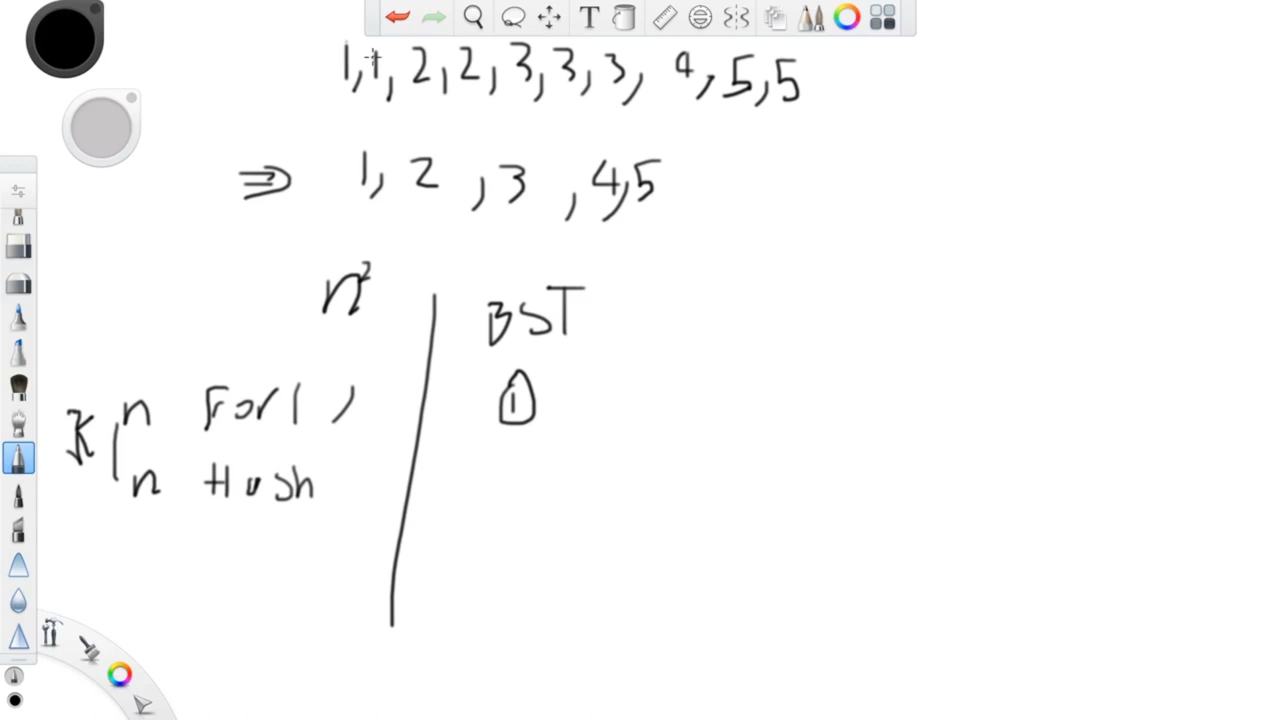 1,1,2,2,3,3,3,4,5,5
⇒ 1,2,3,4,5
n²
BST
n For( )
1
n Hash